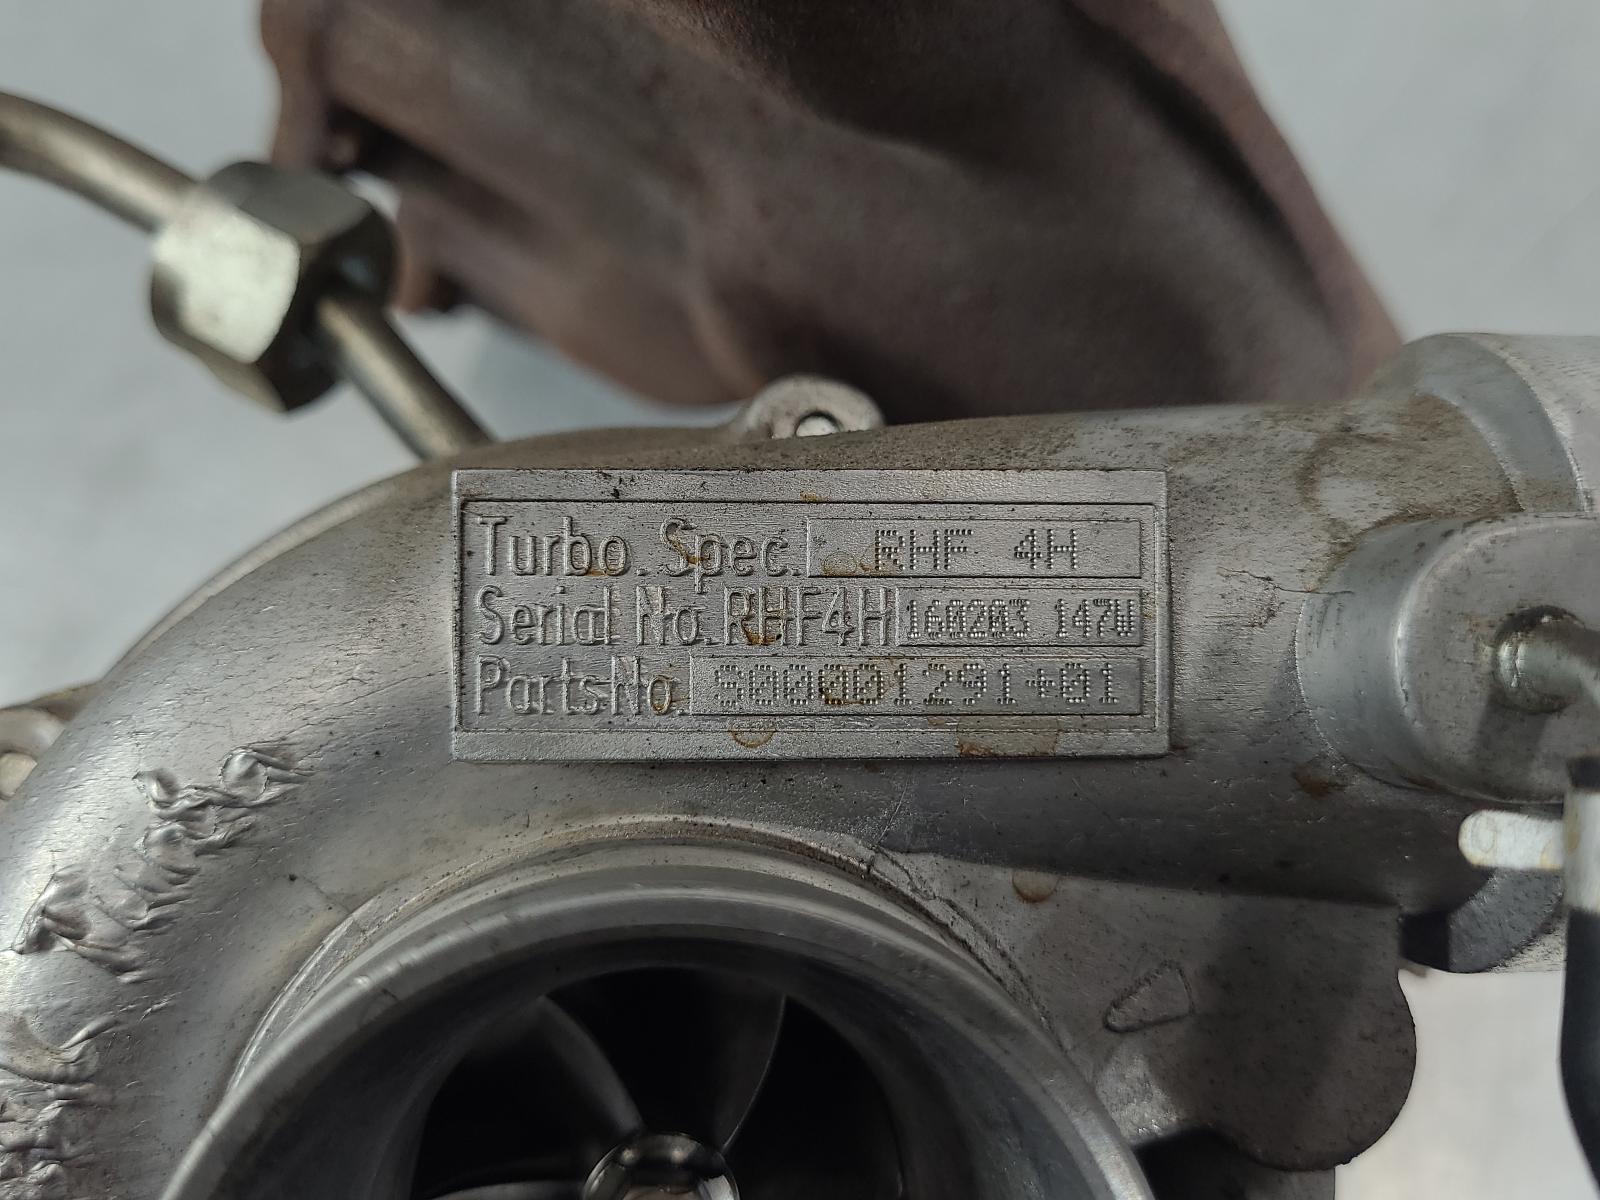 Turbo. Spec. RHF 4H
Serial No. RHF4H 160203 147W
Parts No. S00001291+01